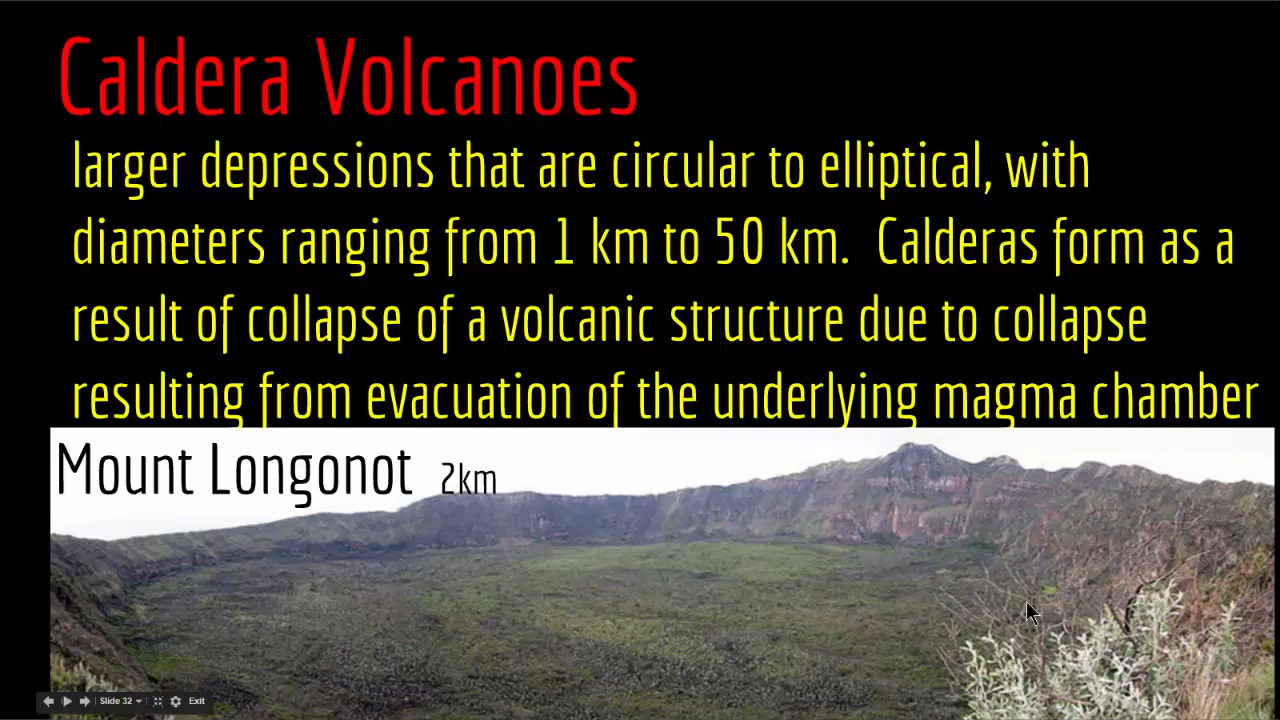 Caldera Volcanoes
larger depressions that are circular to elliptical, with
diameters ranging from 1 km to 50 km.  Calderas form as a
result of collapse of a volcanic structure due to collapse
resulting from evacuation of the underlying magma chamber
Mount Longonot 2km
Slide 32 Exit